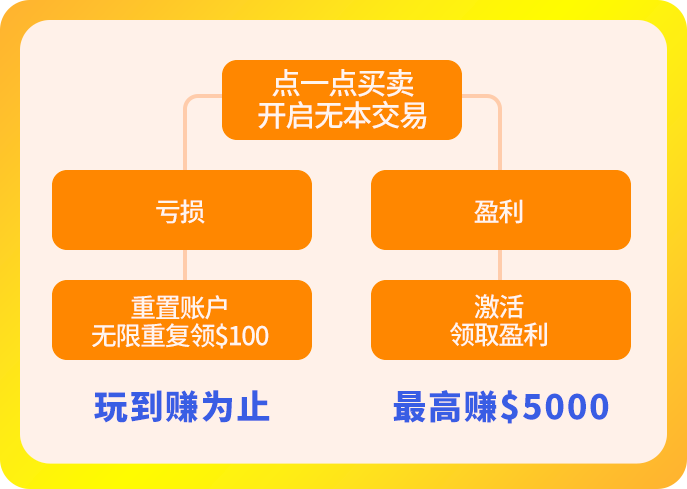 点一点买卖
开启无本交易
亏损
盈利
重置账户
无限重复领$100
激活
领取盈利
玩到赚为止
最高赚$5000